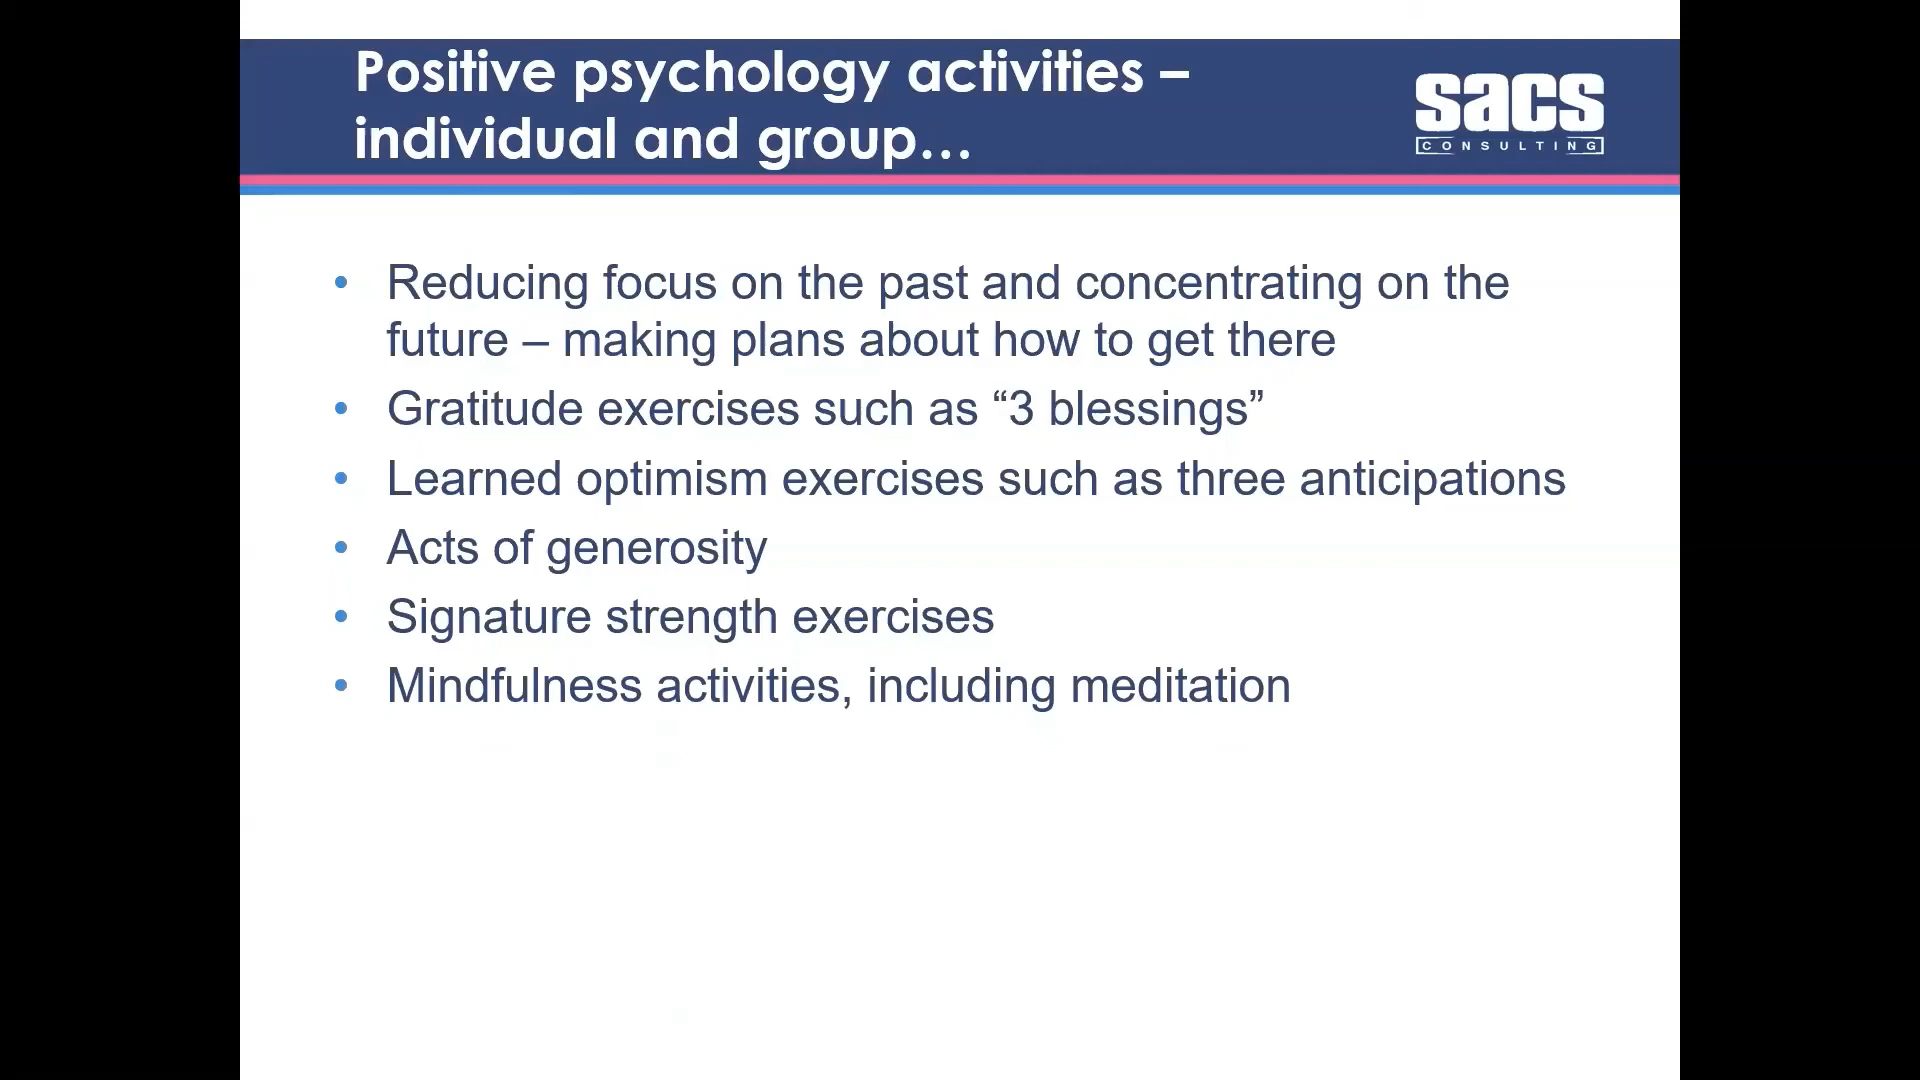 Positive psychology activities –
individual and group…
sacs
CONSULTING
• Reducing focus on the past and concentrating on the
future – making plans about how to get there
• Gratitude exercises such as “3 blessings”
• Learned optimism exercises such as three anticipations
• Acts of generosity
• Signature strength exercises
• Mindfulness activities, including meditation